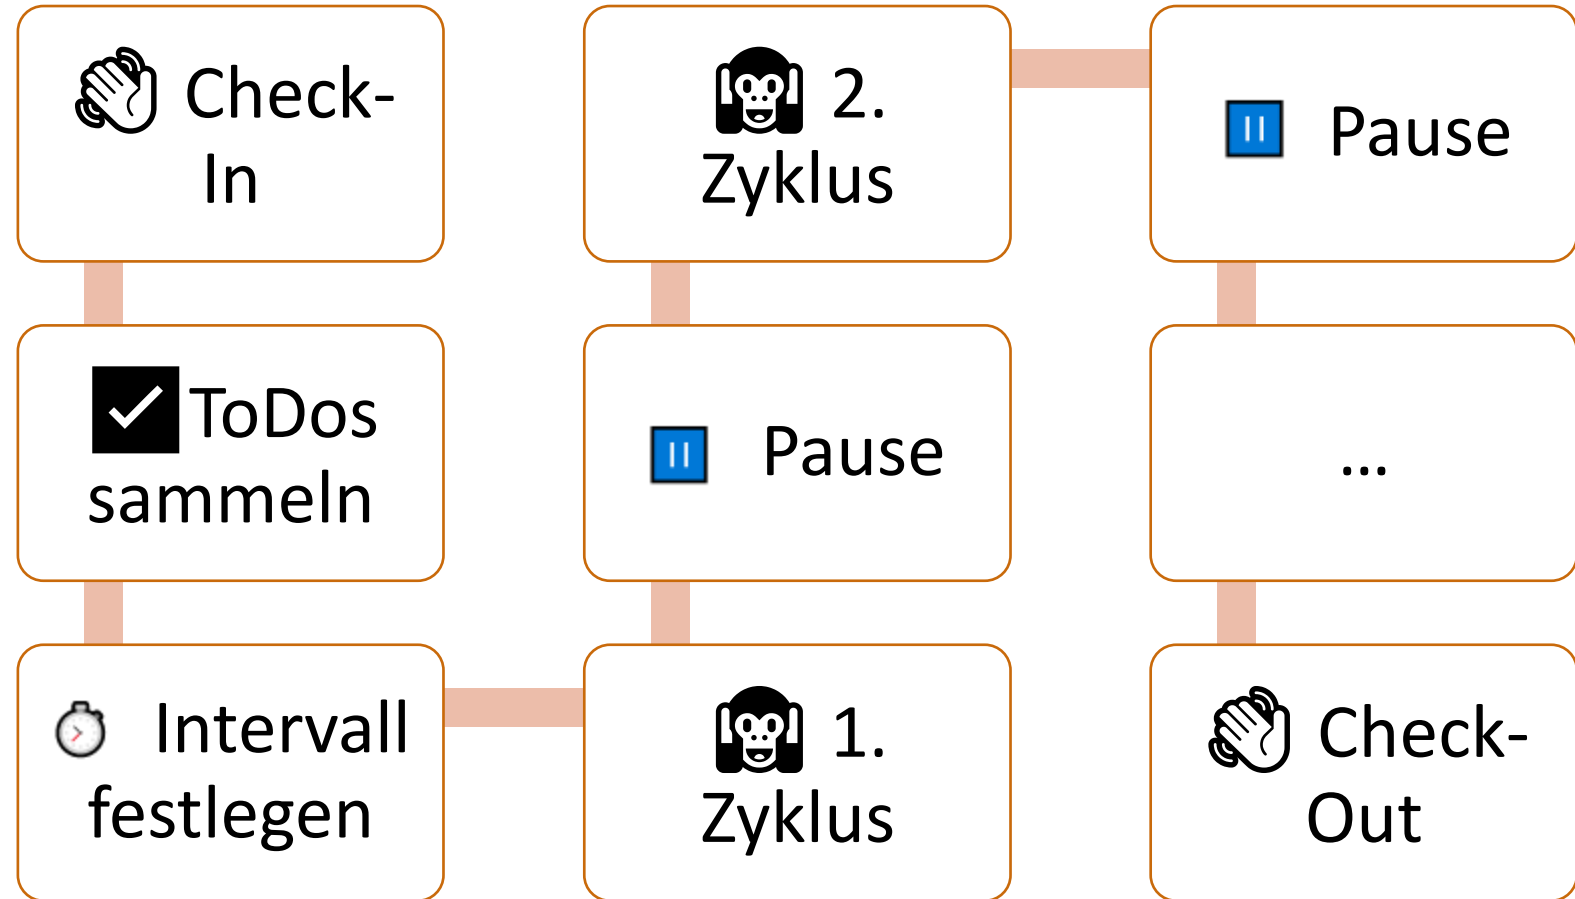 👋 Check-
In
☑ToDos
sammeln
⏱ Intervall
festlegen
🙉 1.
Zyklus
⏸ Pause
🙉 2.
Zyklus
⏸ Pause
...
👋 Check-
Out